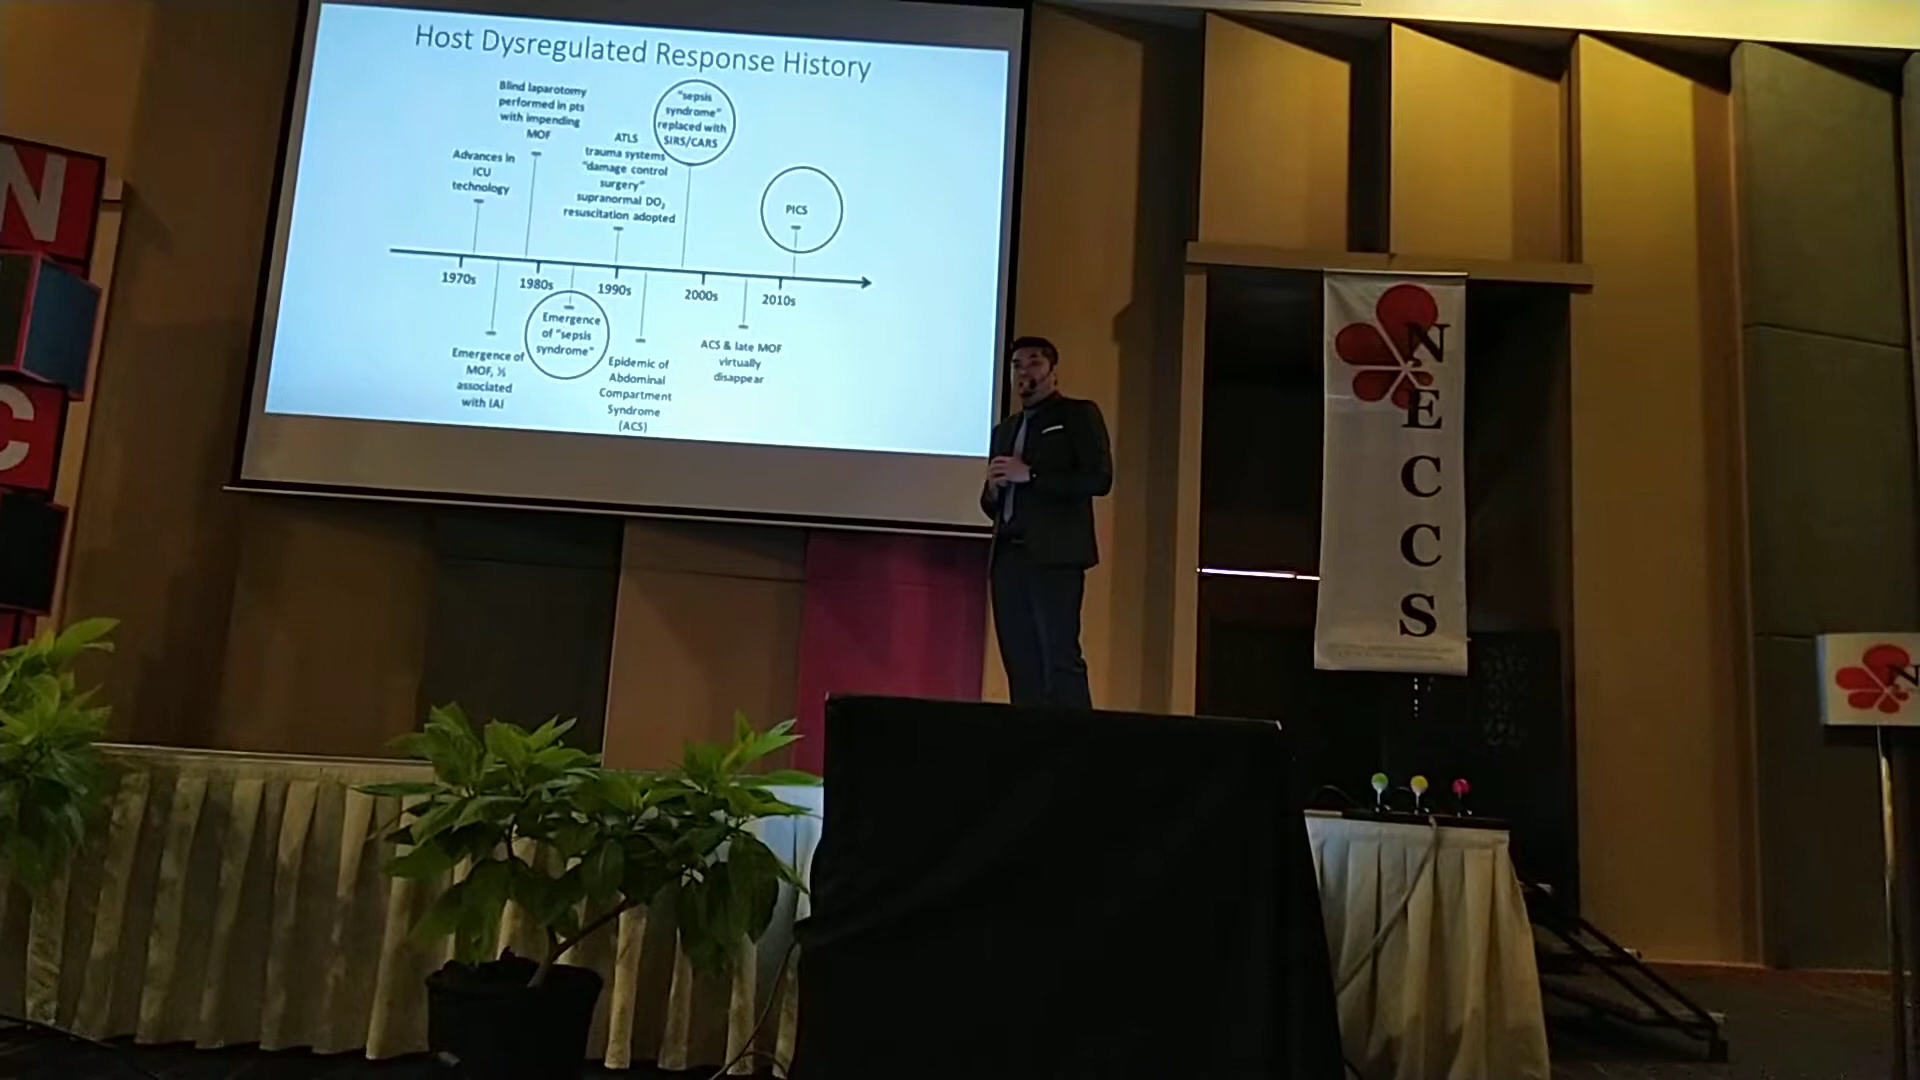 Host Dysregulated Response History
Blind laparotomy
performed in pts
with impending
MOF
"sepsis
syndrome"
replaced with
SIRS/CARS
ATLS
trauma systems
"damage control
surgery"
supranormal DO₂
resuscitation adopted
Advances in
ICU
technology
PICS
1970s
1980s
1990s
2000s
2010s
Emergence of
MOF, ⅓
associated
with IAI
Emergence
of "sepsis
syndrome"
Epidemic of
Abdominal
Compartment
Syndrome
(ACS)
ACS & late MOF
virtually
disappear
N
C
N
E
C
C
S
N